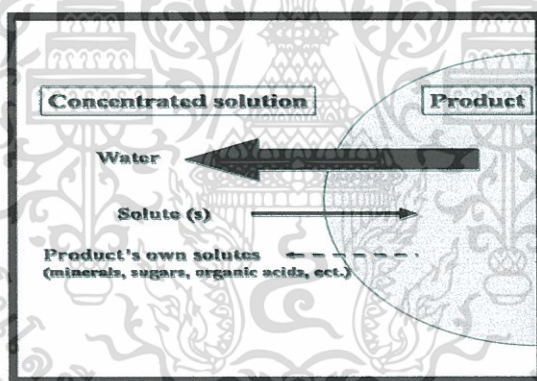 Concentrated solution Product
Water
Solute (s)
Product's own solutes
(minerals, sugars, organic acids, ect.)